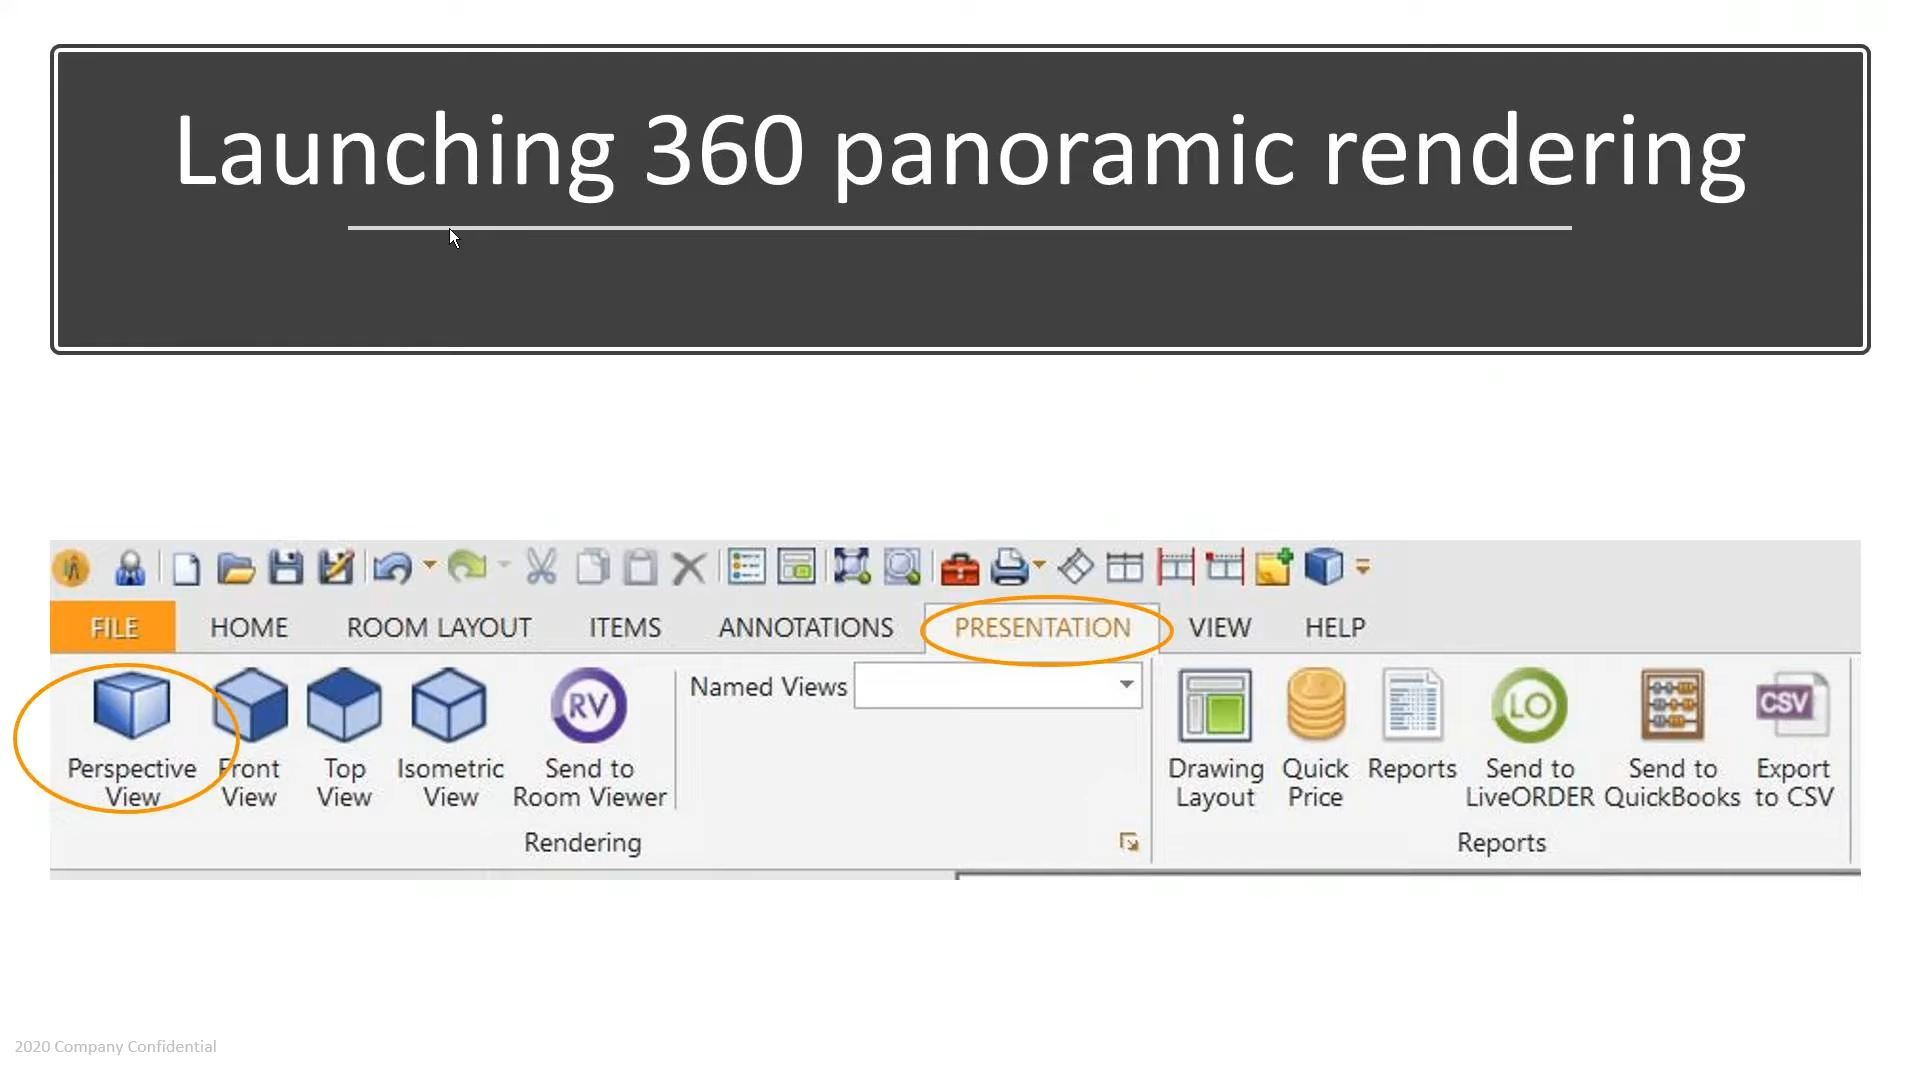 Launching 360 panoramic rendering
FILE HOME ROOM LAYOUT ITEMS ANNOTATIONS PRESENTATION VIEW HELP
Perspective View
Front View
Top View
Isometric View
RV
Send to Room Viewer
Named Views
Rendering
Drawing Layout
Quick Price
Reports
LO
Send to LiveORDER
Send to QuickBooks
CSV
Export to CSV
Reports
2020 Company Confidential